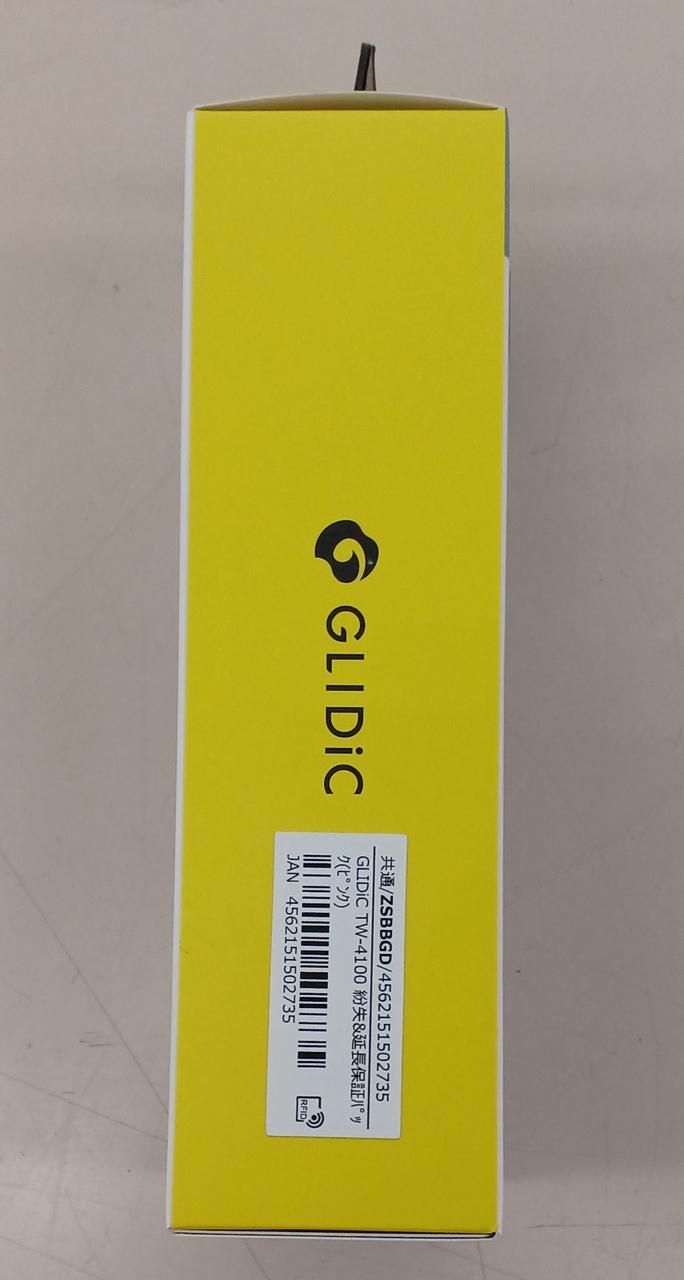 GLIDiC
共通/ZSBBGD/4562151502735
GLIDiC TW-4100 紛失&延長保証ﾊﾟｯ
ｸ(ﾋﾟﾝｸ)
JAN 4562151502735
RFID